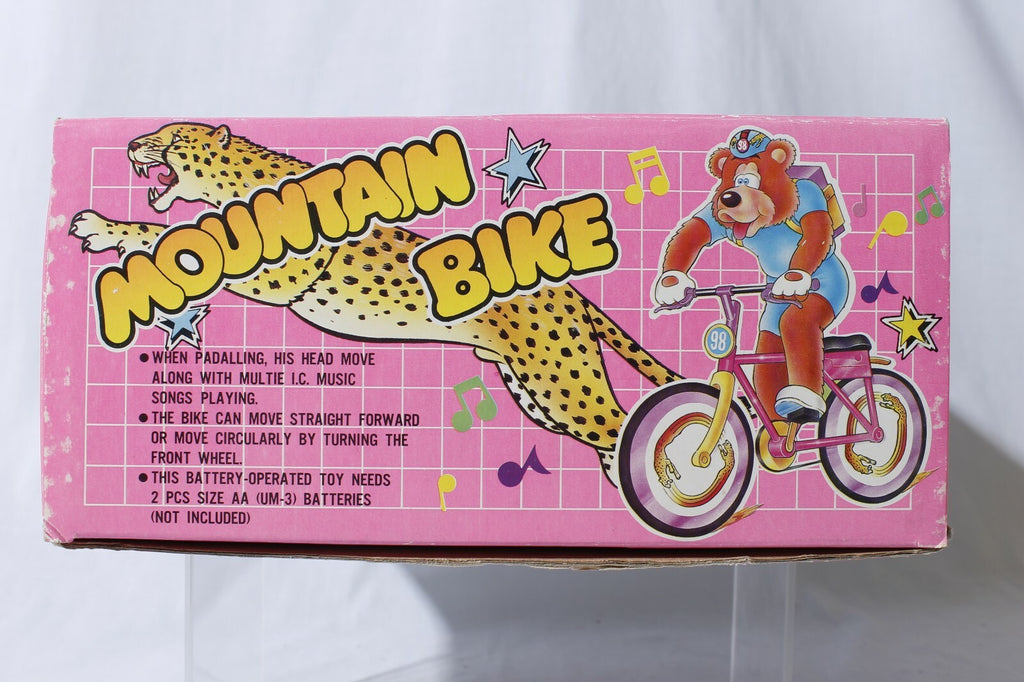 MOUNTAIN
BIKE
98
98
● WHEN PADALLING, HIS HEAD MOVE
ALONG WITH MULTIE I.C. MUSIC
SONGS PLAYING.
● THE BIKE CAN MOVE STRAIGHT FORWARD
OR MOVE CIRCULARLY BY TURNING THE
FRONT WHEEL.
● THIS BATTERY-OPERATED TOY NEEDS
2 PCS SIZE AA (UM-3) BATTERIES
(NOT INCLUDED)